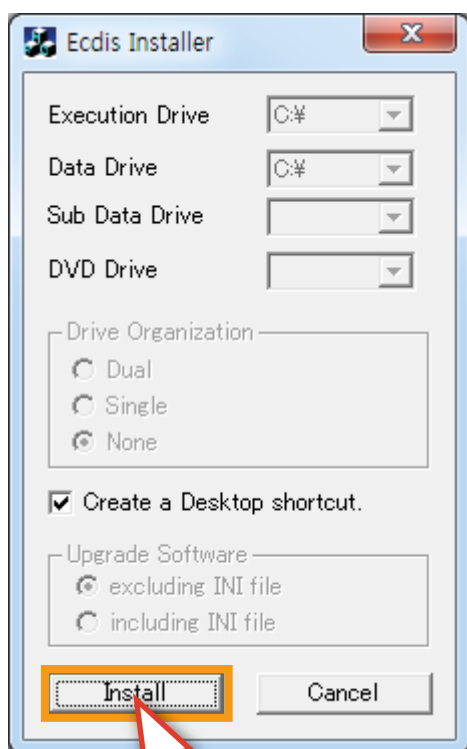 Ecdis Installer
Execution Drive C:¥
Data Drive C:¥
Sub Data Drive
DVD Drive
Drive Organization
Dual
Single
None
Create a Desktop shortcut.
Upgrade Software
excluding INI file
including INI file
Install Cancel